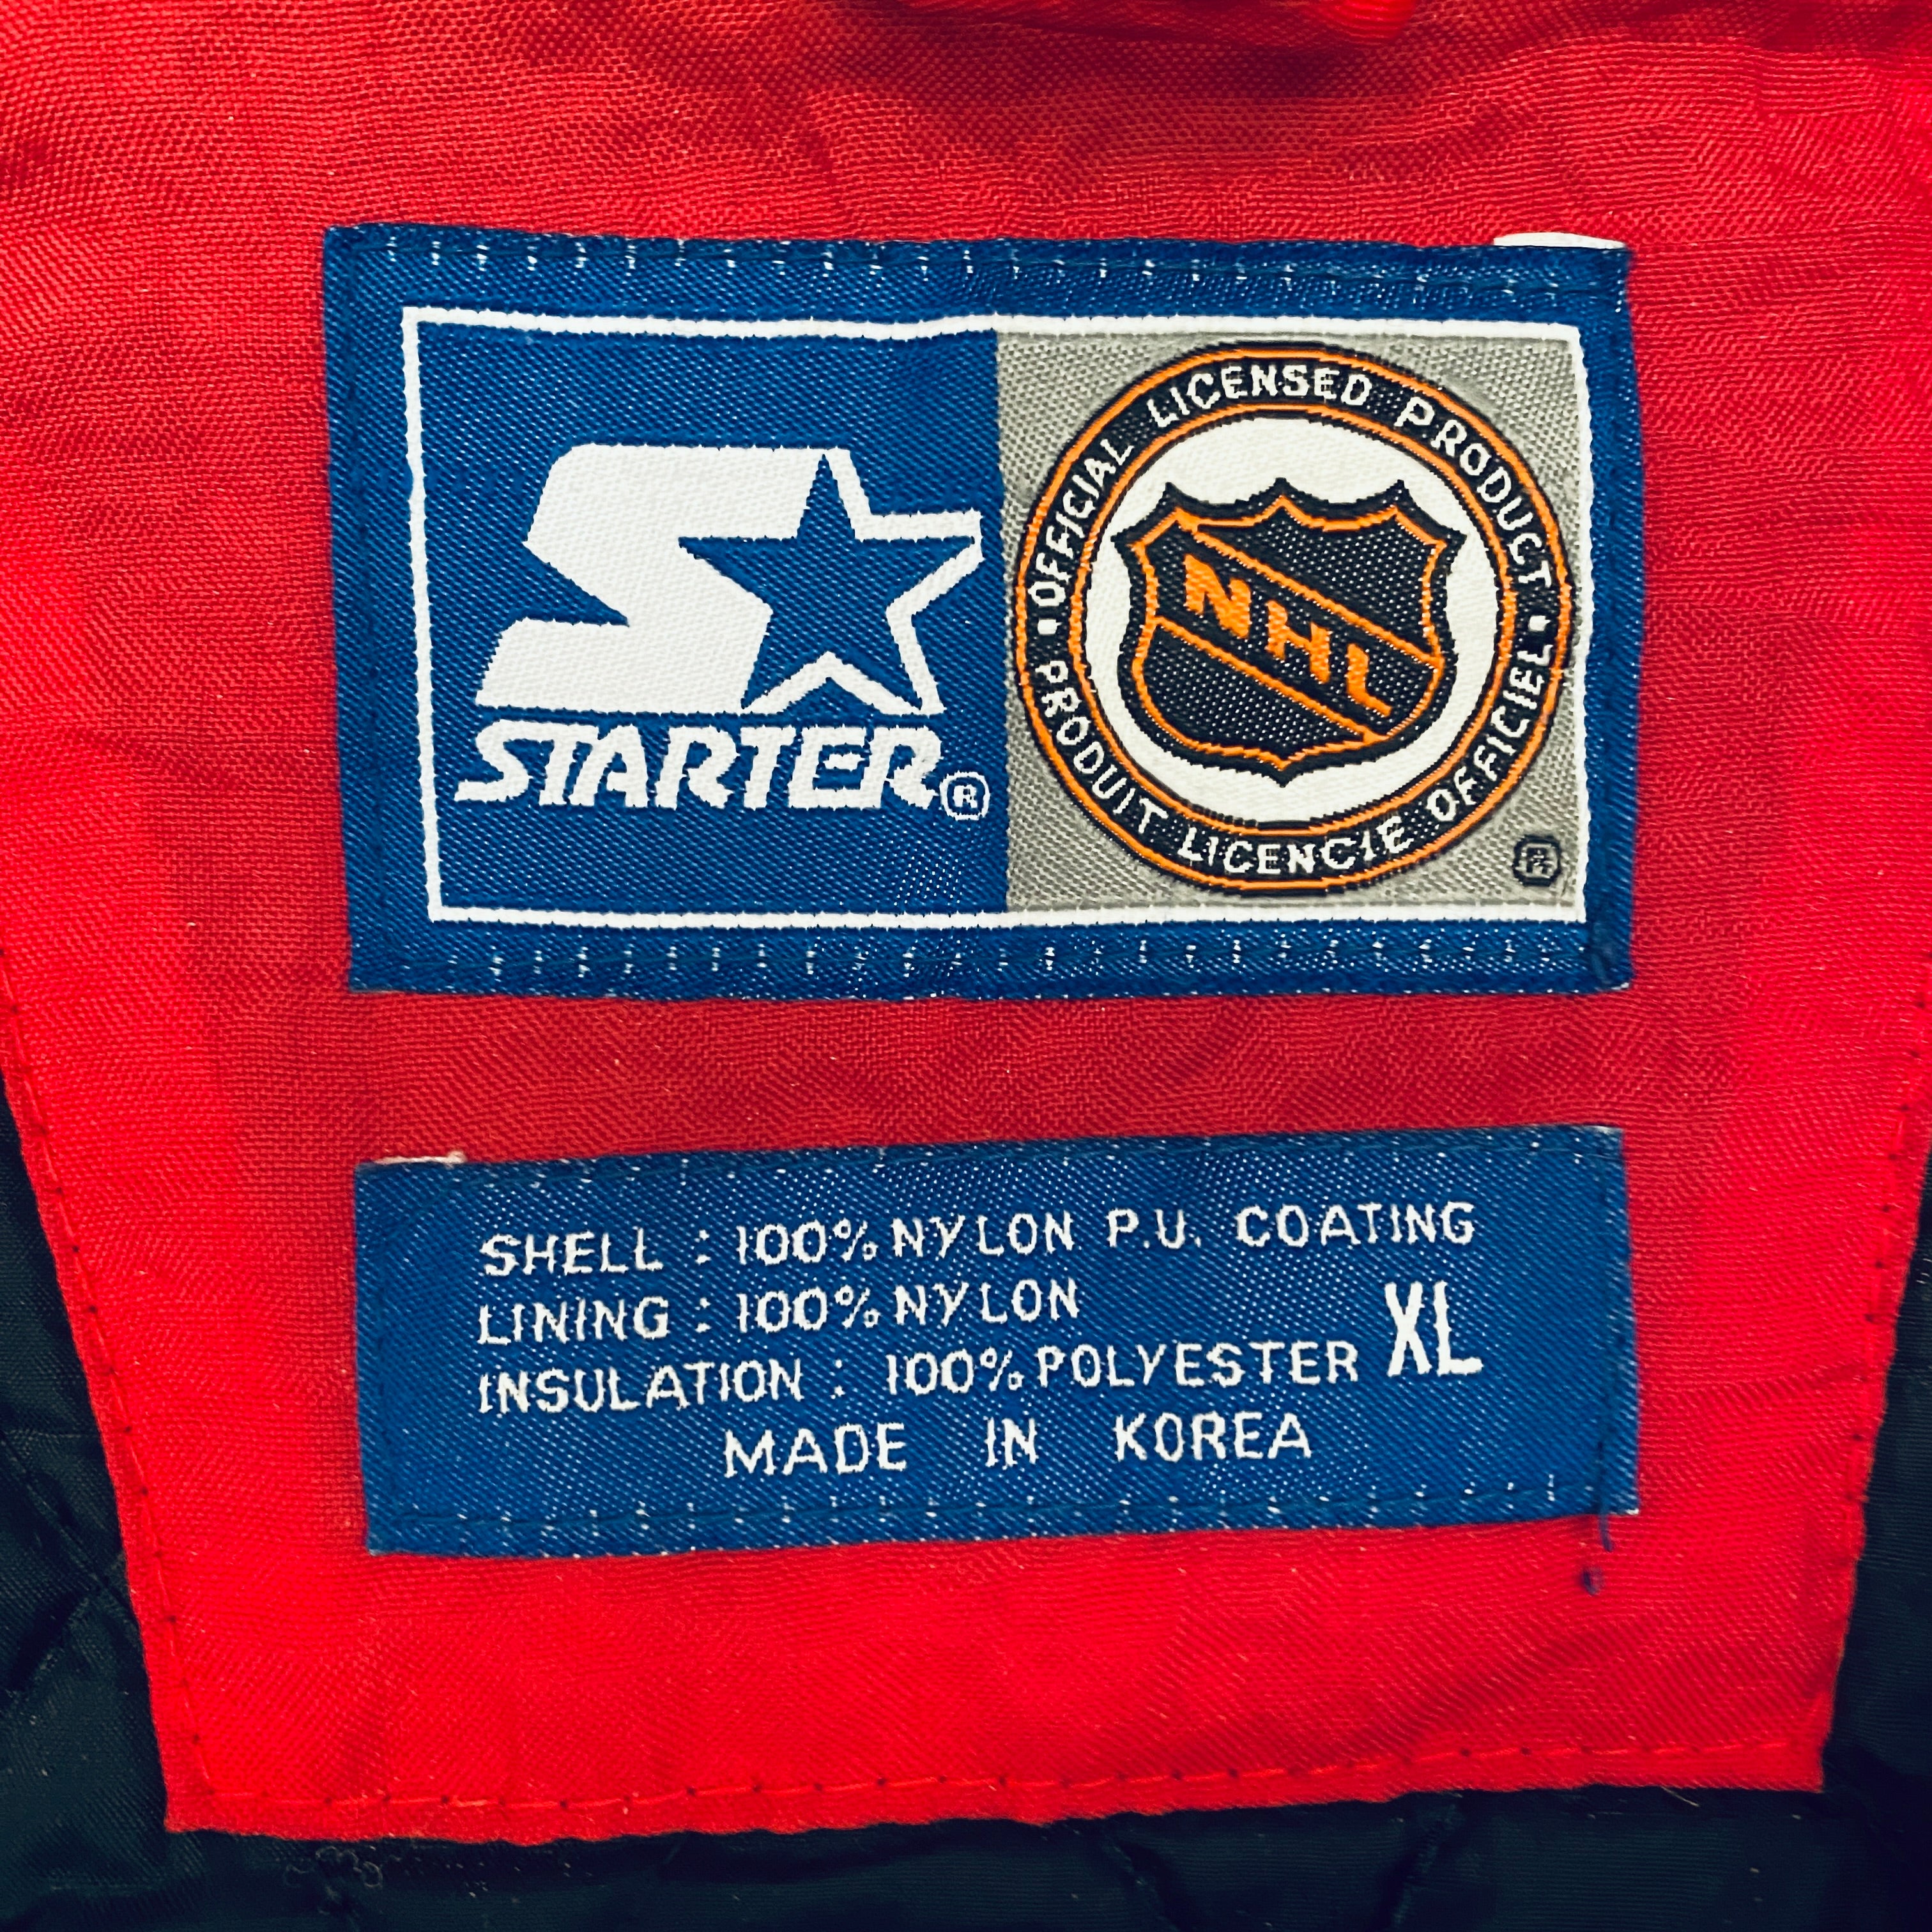 STARTER®
OFFICIAL LICENSED PRODUCT
NHL
• PRODUIT LICENCIE OFFICIEL •
®
SHELL : 100% NYLON P.U. COATING
LINING : 100% NYLON
INSULATION : 100% POLYESTER XL
MADE IN KOREA